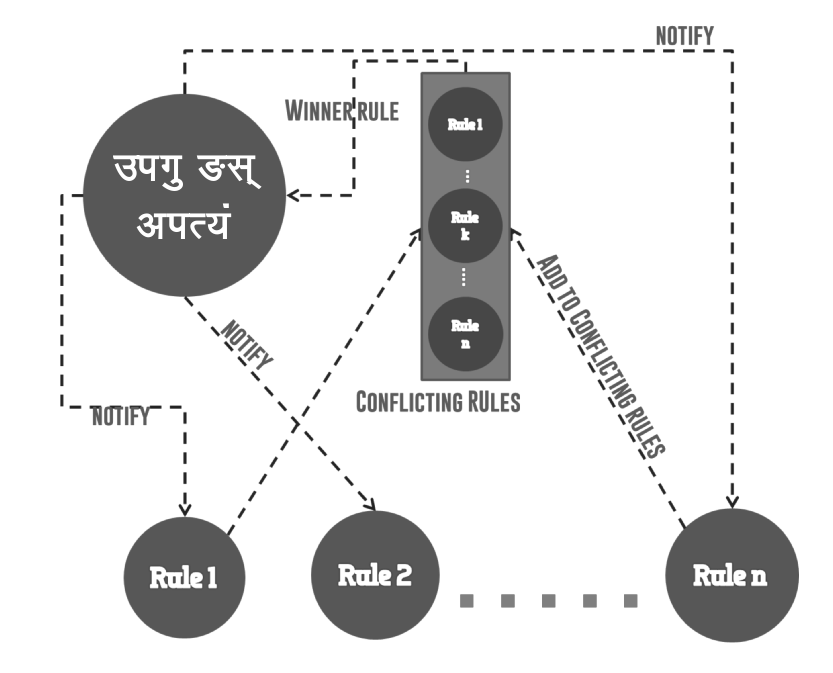 NOTIFY
WINNER RULE
Rule 1
उपगु ङस्
अपत्यं
Rule
k
Rule
n
ADD TO CONFLICTING RULES
NOTIFY
CONFLICTING RULES
NOTIFY
Rule 1
Rule 2
Rule n